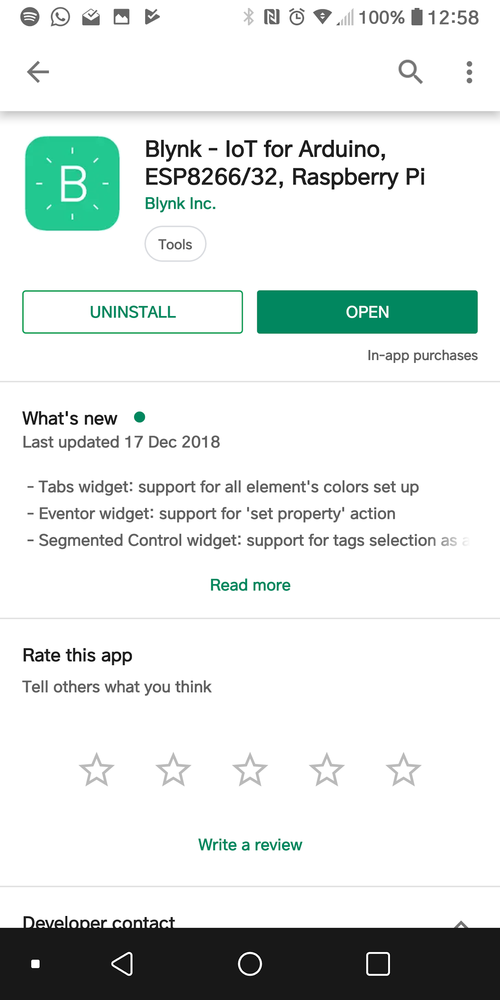 100% 12:58
B
Blynk - IoT for Arduino,
ESP8266/32, Raspberry Pi
Blynk Inc.
Tools
UNINSTALL
OPEN
In-app purchases
What's new
Last updated 17 Dec 2018
- Tabs widget: support for all element's colors set up
- Eventor widget: support for 'set property' action
- Segmented Control widget: support for tags selection as a
Read more
Rate this app
Tell others what you think
Write a review
Developer contact